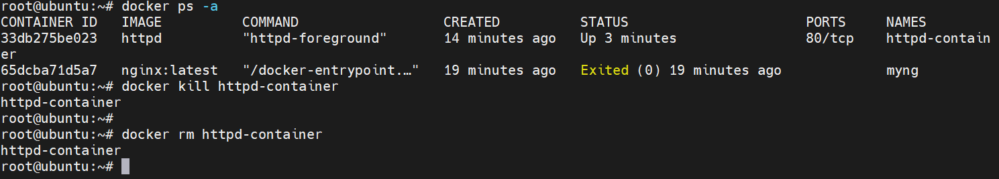 root@ubuntu:~# docker ps -a
CONTAINER ID   IMAGE          COMMAND                  CREATED          STATUS                      PORTS     NAMES
33db275be023   httpd          "httpd-foreground"       14 minutes ago   Up 3 minutes                80/tcp    httpd-contain
er
65dcba71d5a7   nginx:latest   "/docker-entrypoint.…"   19 minutes ago   Exited (0) 19 minutes ago             myng
root@ubuntu:~# docker kill httpd-container
httpd-container
root@ubuntu:~#
root@ubuntu:~# docker rm httpd-container
httpd-container
root@ubuntu:~#